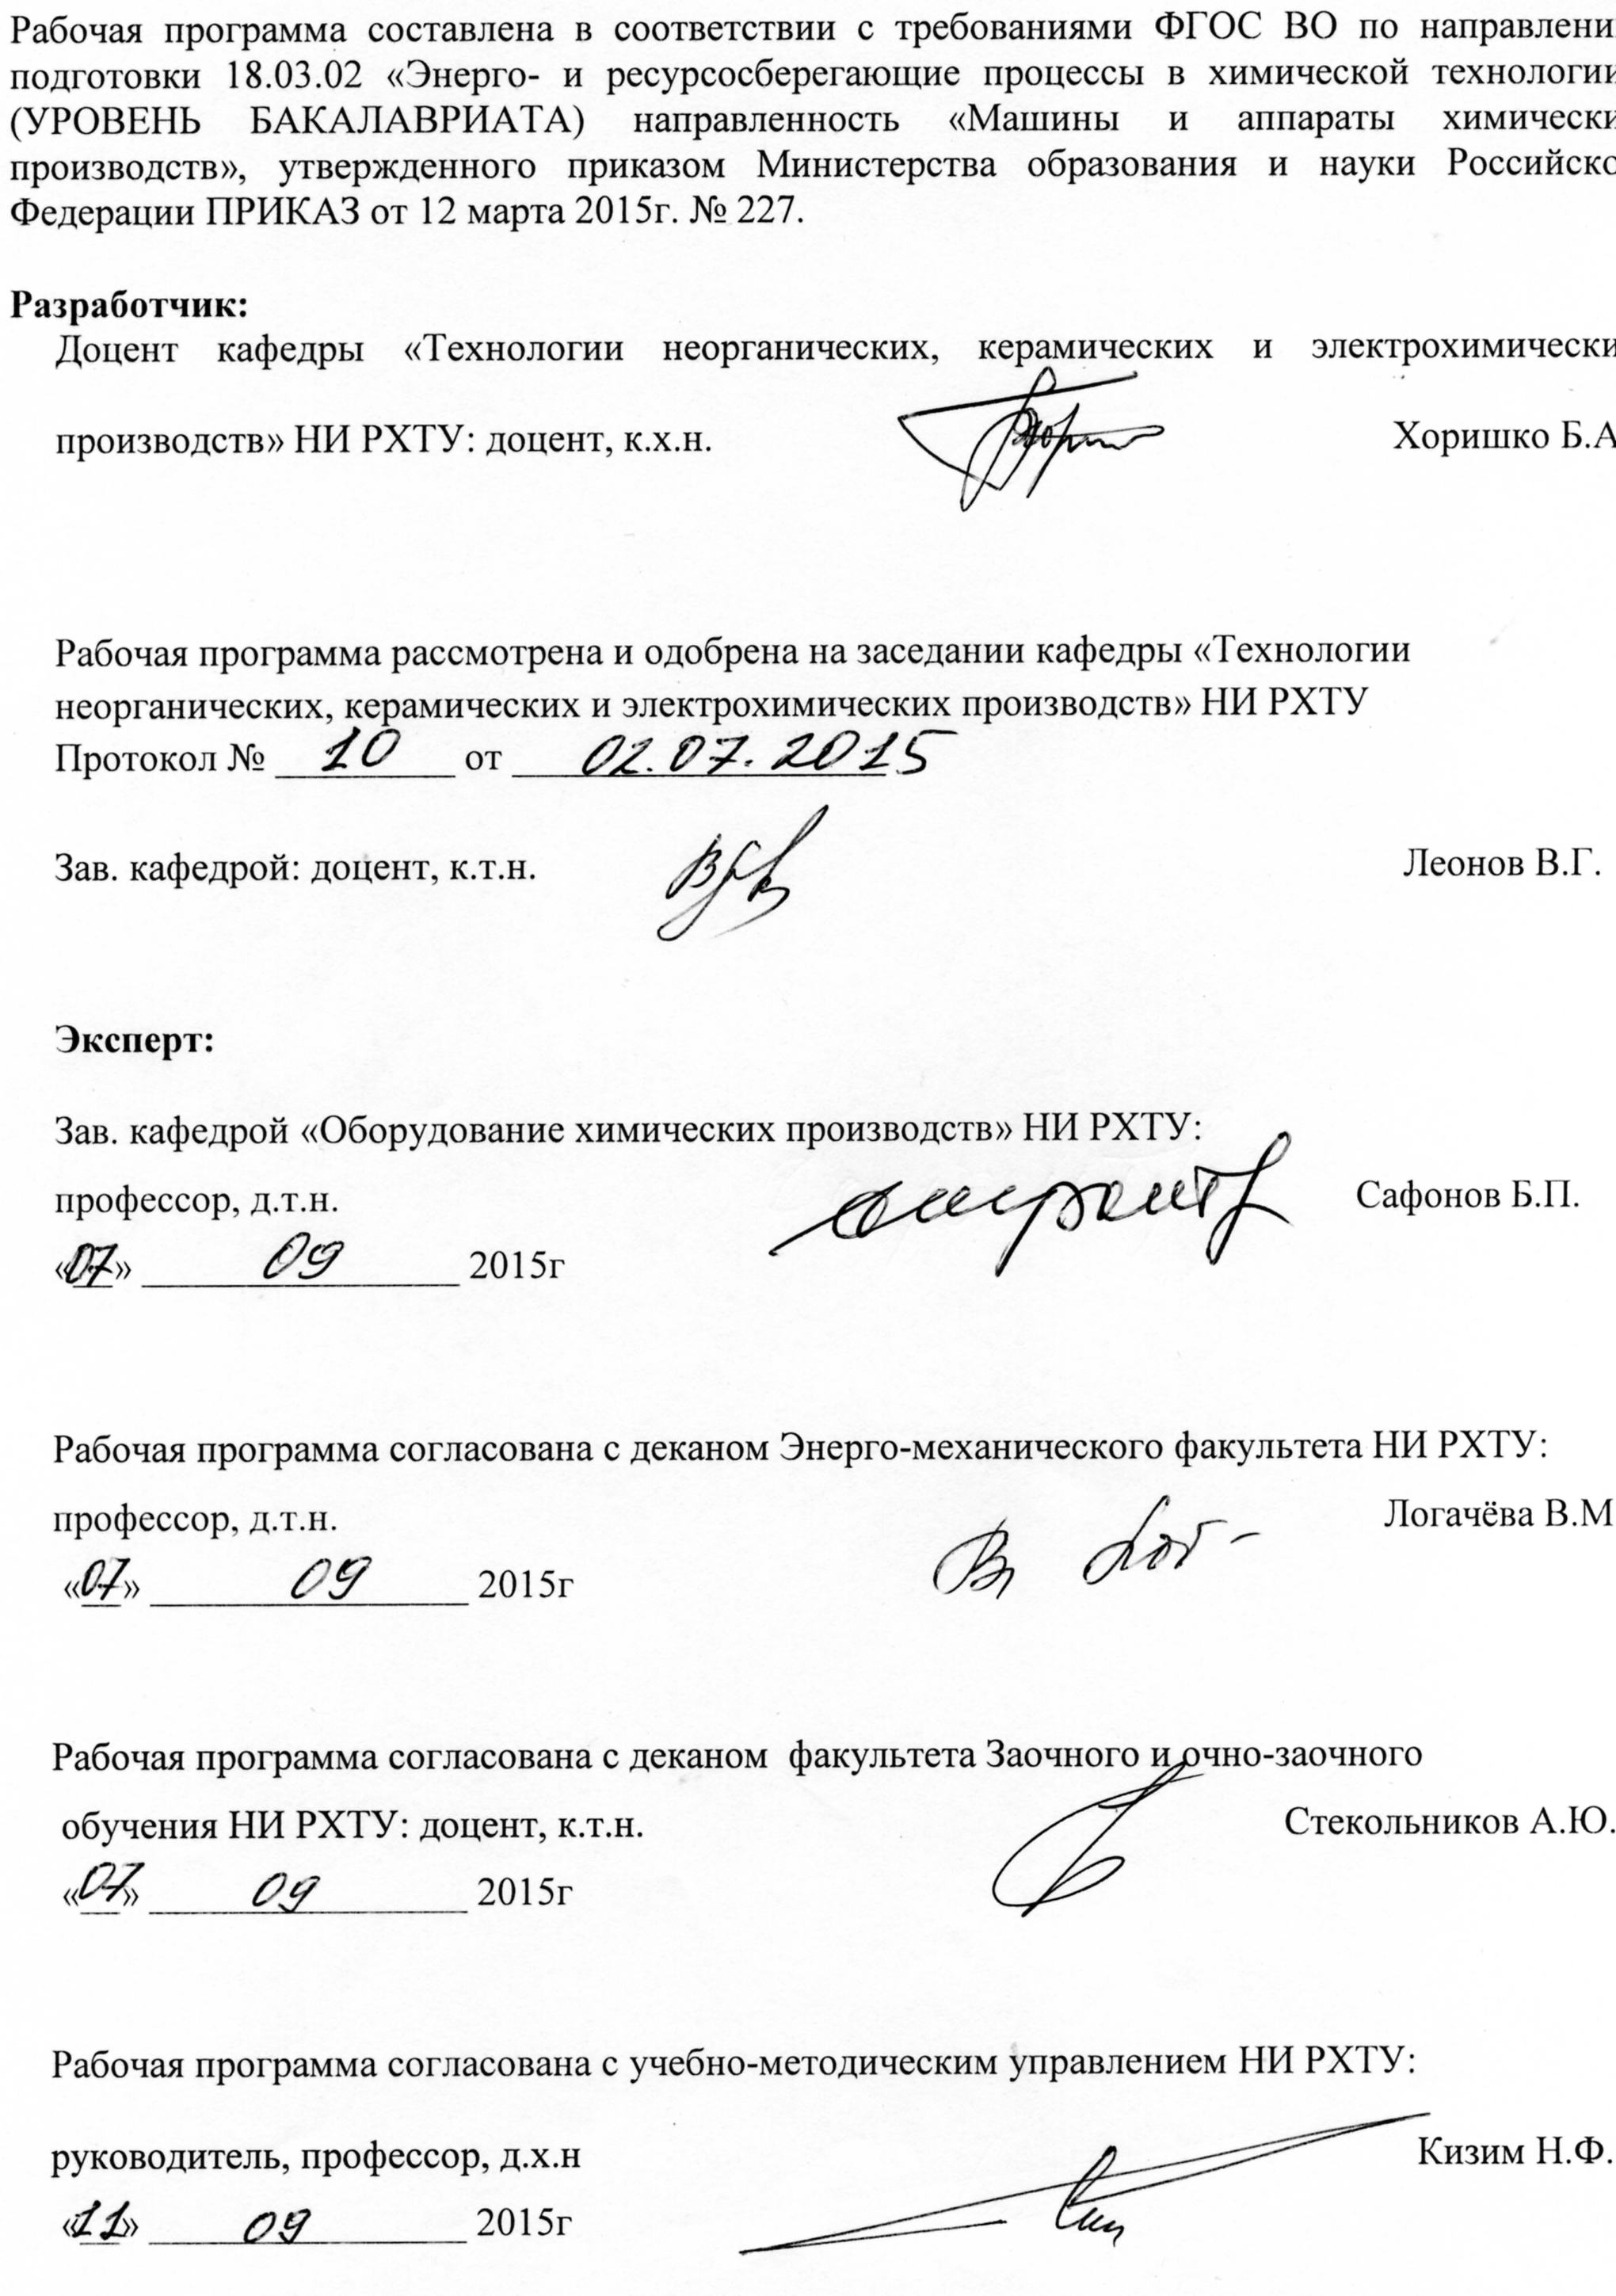 Рабочая программа составлена в соответствии с требованиями ФГОС ВО по направлени
подготовки 18.03.02 «Энерго- и ресурсосберегающие процессы в химической технологии
(УРОВЕНЬ БАКАЛАВРИАТА) направленность «Машины и аппараты химически
производств», утвержденного приказом Министерства образования и науки Российско
Федерации ПРИКАЗ от 12 марта 2015г. № 227.
Разработчик:
Доцент кафедры «Технологии неорганических, керамических и электрохимически
производств» НИ РХТУ: доцент, к.х.н. Хоришко Б.А
Рабочая программа рассмотрена и одобрена на заседании кафедры «Технологии
неорганических, керамических и электрохимических производств» НИ РХТУ
Протокол № 10 от 02.07.2015
Зав. кафедрой: доцент, к.т.н. Леонов В.Г.
Эксперт:
Зав. кафедрой «Оборудование химических производств» НИ РХТУ:
профессор, д.т.н. Сафонов Б.П.
«07» 09 2015г
Рабочая программа согласована с деканом Энерго-механического факультета НИ РХТУ:
профессор, д.т.н. Логачёва В.М
«07» 09 2015г
Рабочая программа согласована с деканом факультета Заочного и очно-заочного
обучения НИ РХТУ: доцент, к.т.н. Стекольников А.Ю.
«07» 09 2015г
Рабочая программа согласована с учебно-методическим управлением НИ РХТУ:
руководитель, профессор, д.х.н Кизим Н.Ф.
«11» 09 2015г